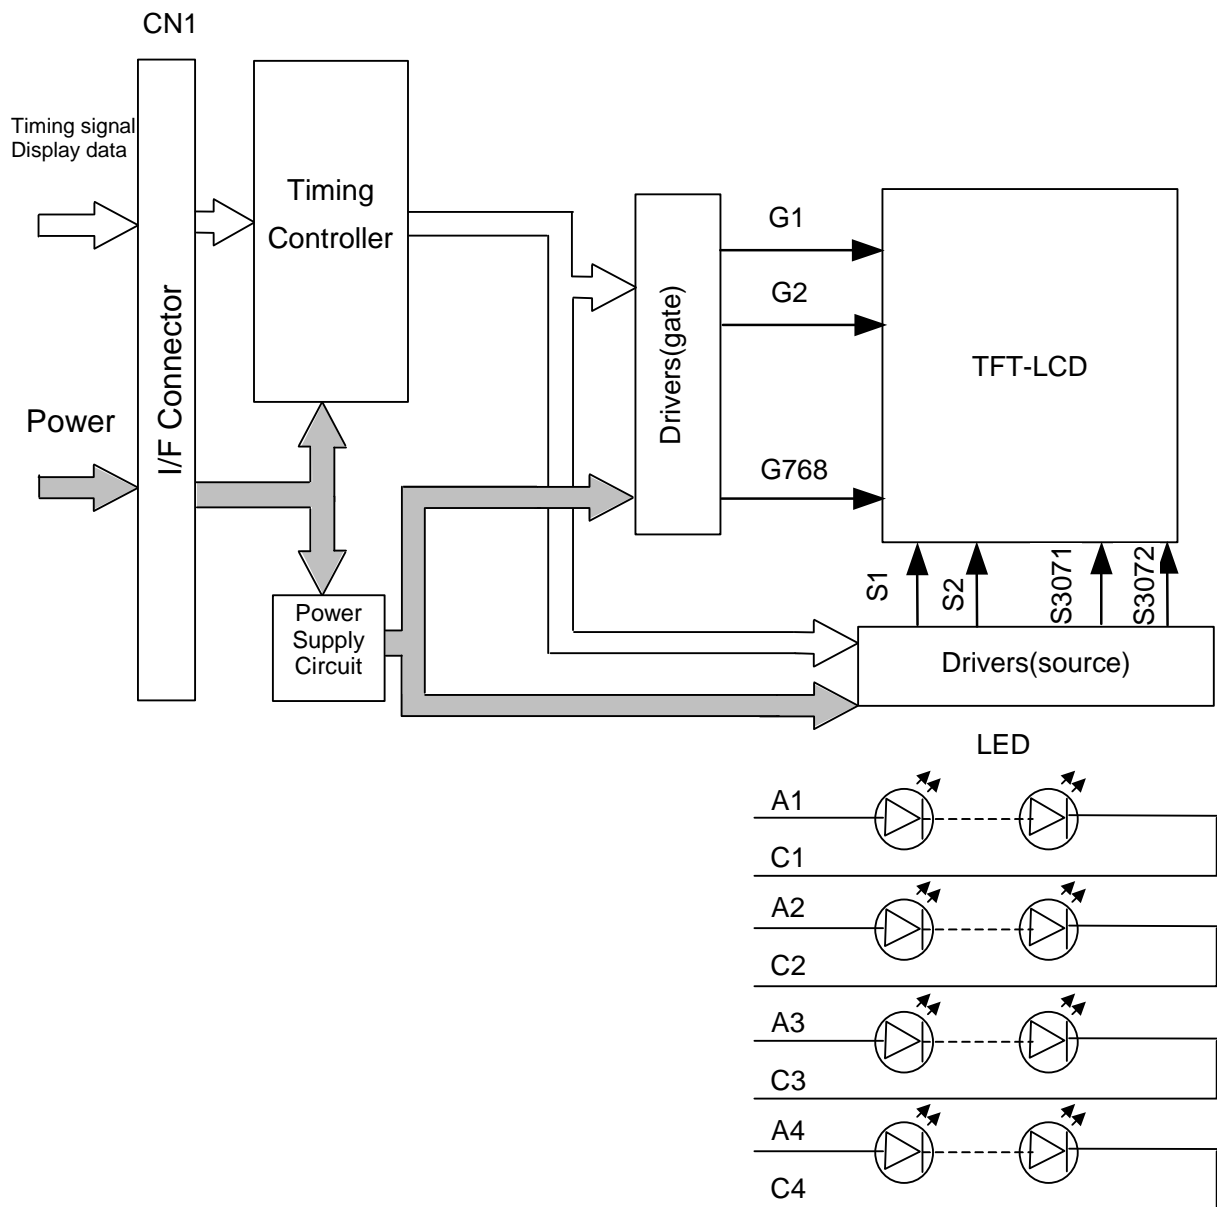 CN1
Timing signal
Display data
Timing
Controller
I/F Connector
Power
Drivers(gate)
G1
G2
G768
TFT-LCD
S1
S2
S3071
S3072
Power
Supply
Circuit
Drivers(source)
LED
A1
C1
A2
C2
A3
C3
A4
C4